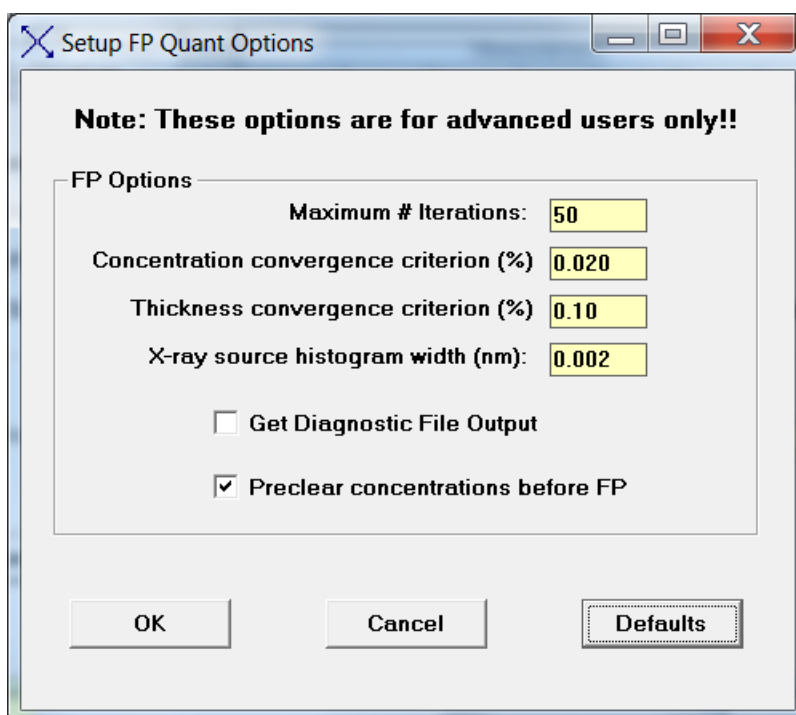 Setup FP Quant Options
Note: These options are for advanced users only!!
FP Options
Maximum # Iterations: 50
Concentration convergence criterion (%) 0.020
Thickness convergence criterion (%) 0.10
X-ray source histogram width (nm): 0.002
Get Diagnostic File Output
Preclear concentrations before FP
OK Cancel Defaults